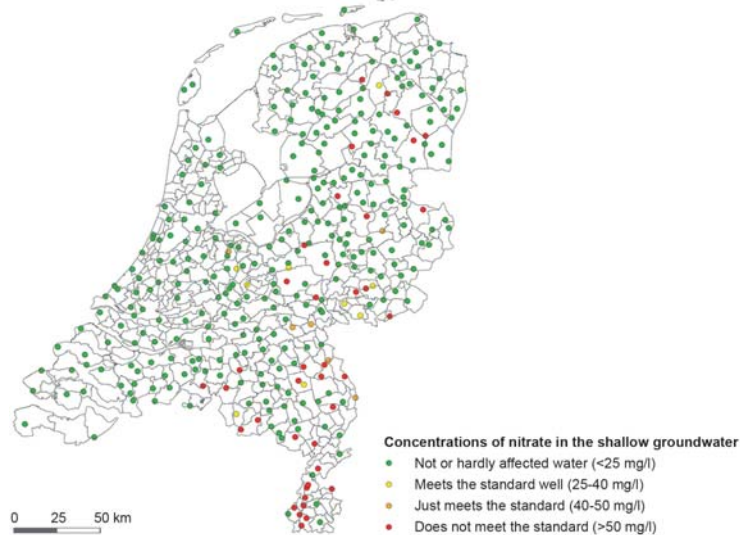 Concentrations of nitrate in the shallow groundwater
Not or hardly affected water (<25 mg/l)
Meets the standard well (25-40 mg/l)
Just meets the standard (40-50 mg/l)
Does not meet the standard (>50 mg/l)
0 25 50 km